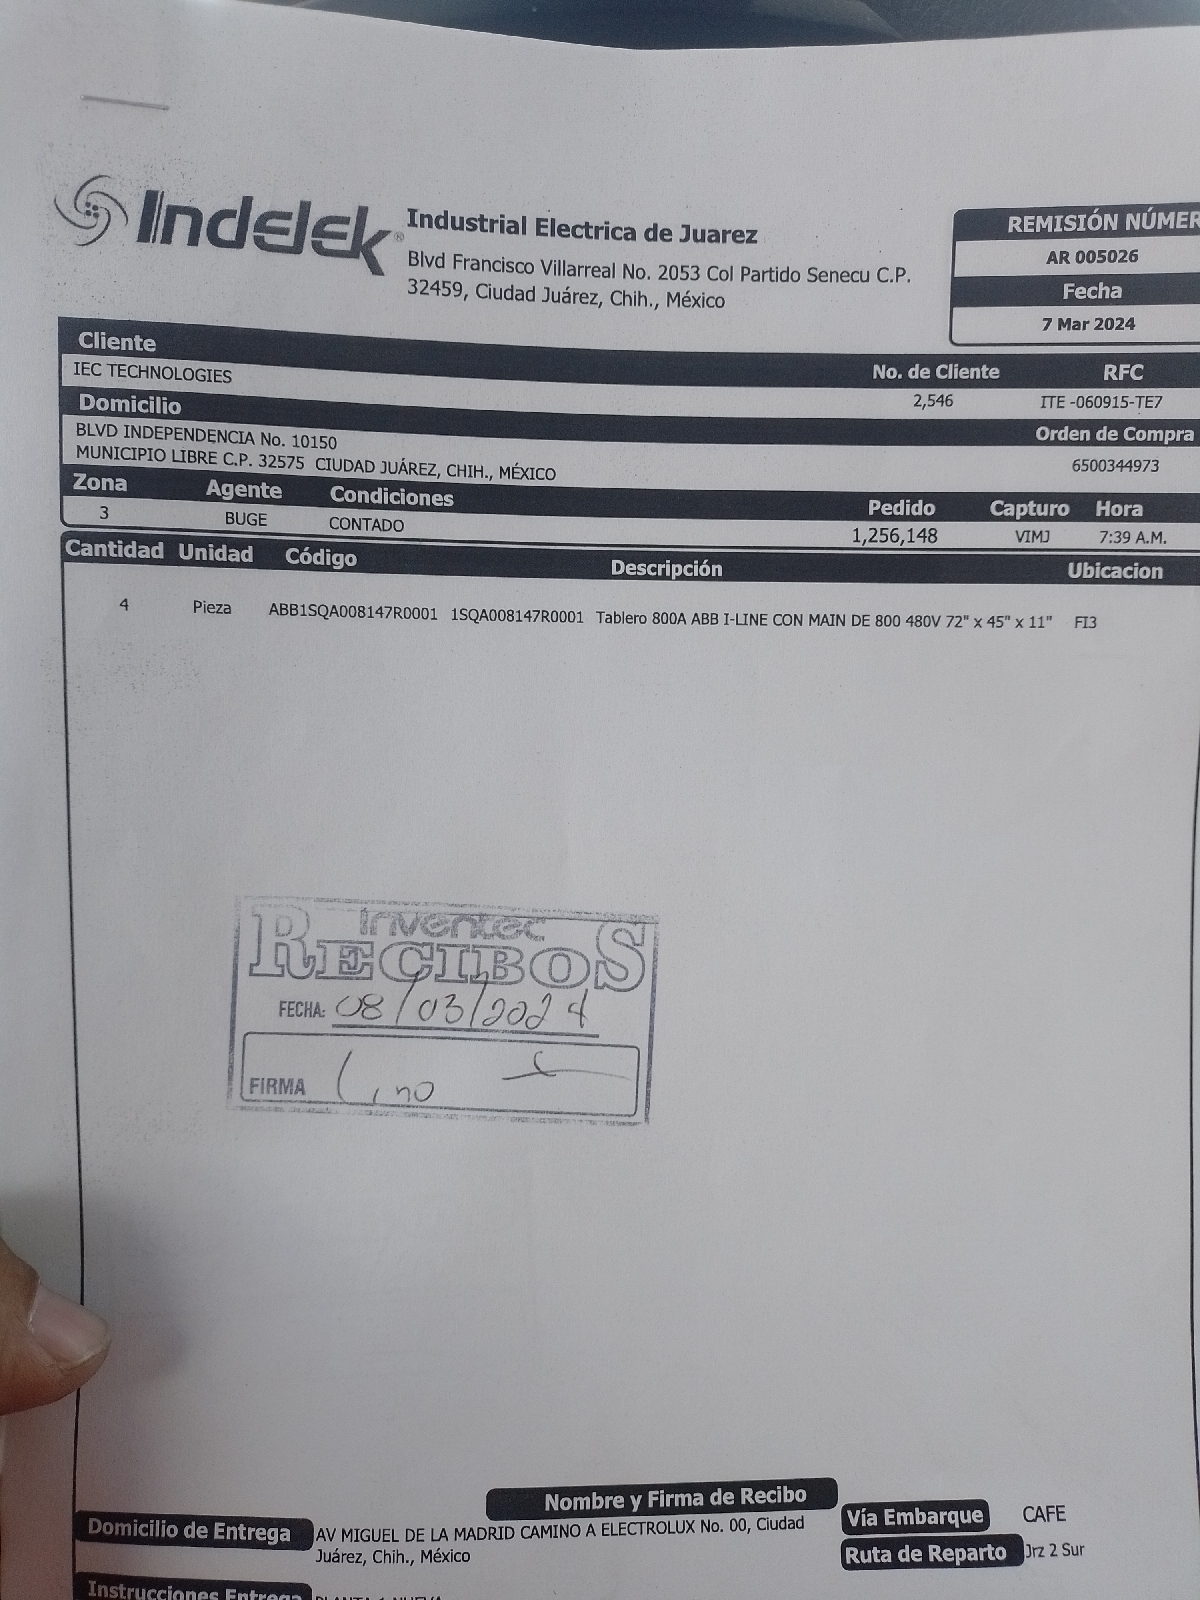 Indelek®
Industrial Electrica de Juarez
Blvd Francisco Villarreal No. 2053 Col Partido Senecu C.P.
32459, Ciudad Juárez, Chih., México
REMISIÓN NÚMER
AR 005026
Fecha
7 Mar 2024
Cliente No. de Cliente RFC
IEC TECHNOLOGIES 2,546 ITE -060915-TE7
Domicilio Orden de Compra
BLVD INDEPENDENCIA No. 10150 6500344973
MUNICIPIO LIBRE C.P. 32575 CIUDAD JUÁREZ, CHIH., MÉXICO
Zona Agente Condiciones Pedido Capturo Hora
3 BUGE CONTADO 1,256,148 VIMJ 7:39 A.M.
Cantidad Unidad Código Descripción Ubicacion
4 Pieza ABB1SQA008147R0001 1SQA008147R0001 Tablero 800A ABB I-LINE CON MAIN DE 800 480V 72" x 45" x 11" FI3
Inventec
RECIBOS
FECHA: 08/03/2024
FIRMA Lino
Nombre y Firma de Recibo
Domicilio de Entrega AV MIGUEL DE LA MADRID CAMINO A ELECTROLUX No. 00, Ciudad
Juárez, Chih., México
Vía Embarque CAFE
Ruta de Reparto Jrz 2 Sur
Instrucciones Entrega